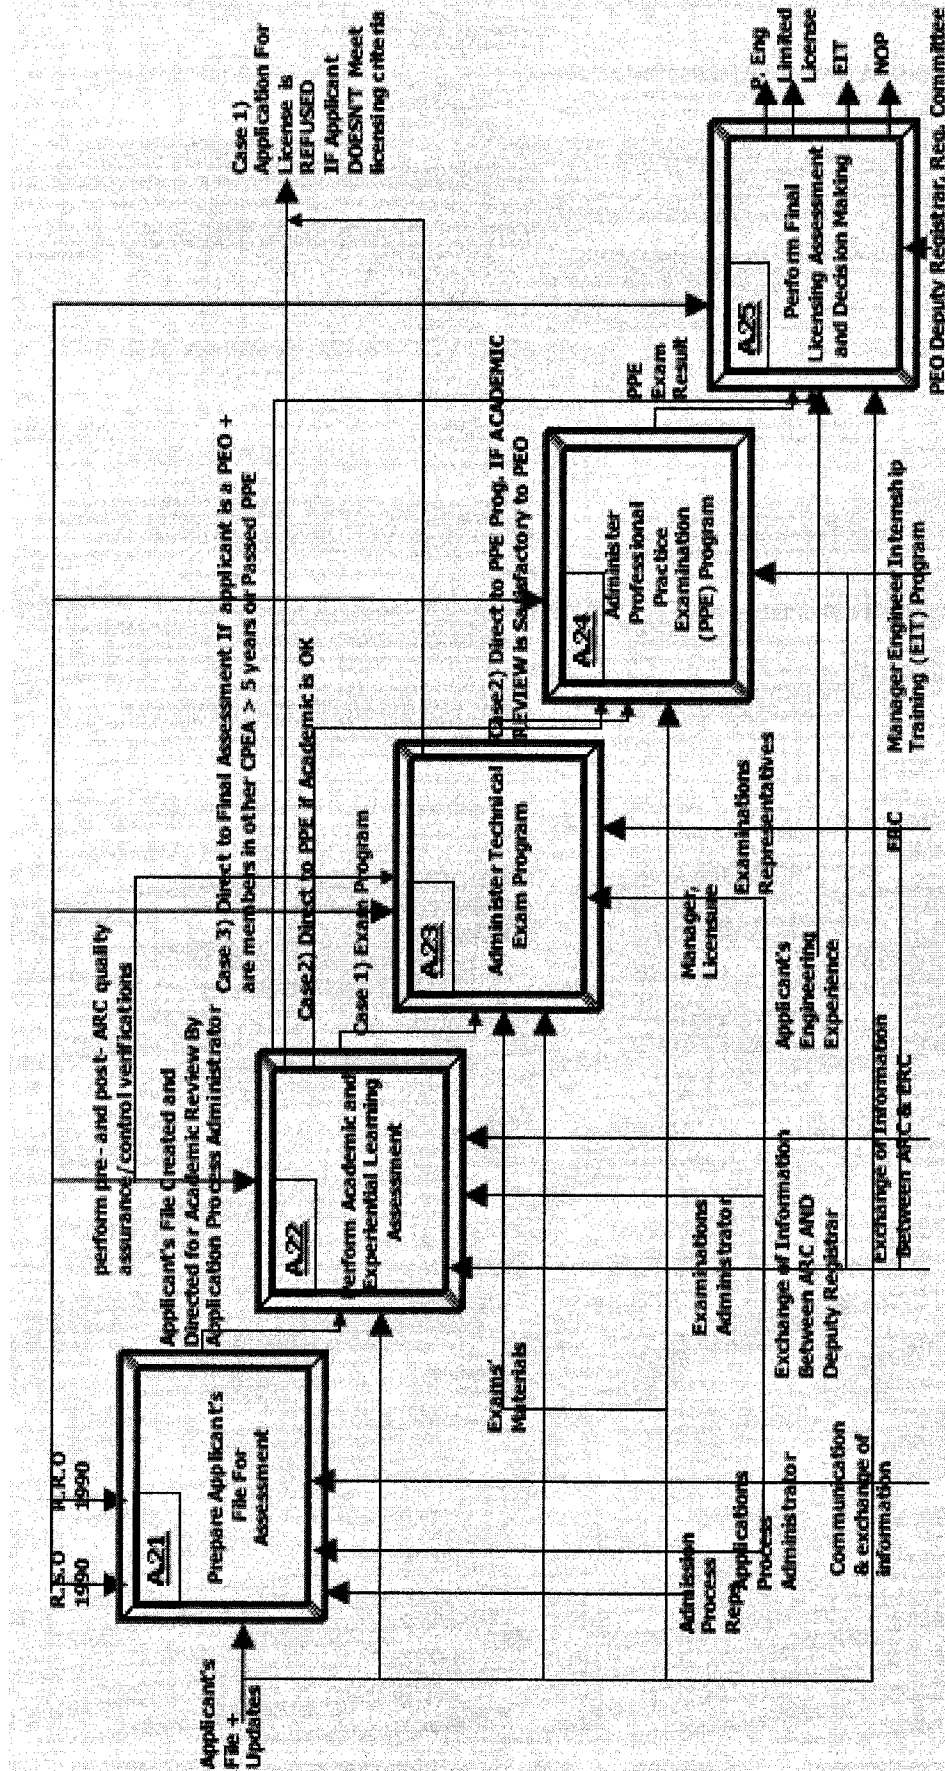 R.S.O
1990
R.R.O
1990
Applicant's
File +
Updates
A21
Prepare Applicant's
File For
Assessment
perform pre- and post- ARC quality
assurance/control verifications
Applicant's File Created and
Directed for Academic Review By
Application Process Administrator
A22
Perform Academic and
Experiential Learning
Assessment
Case 3) Direct to Final Assessment If applicant is a PEO +
are members in other CPEA > 5 years or Passed PPE
Case2) Direct to PPE if Academic is OK
Case 1) Exam Program
A23
Administer Technical
Exam Program
Case2) Direct to PPE Prog. IF ACADEMIC
REVIEW is Satisfactory to PEO
A24
Administer
Professional
Practice
Examination
(PPE) Program
PPE
Exam
Result
A25
Perform Final
Licensing Assessment
and Decision Making
Case 1)
Application For
License is
REFUSED
IF Applicant
DOESN'T Meet
licensing criteria
P. Eng
Limited
License
EIT
NOP
Exams'
Materials
Admission
Process
Reps.
Applications
Process
Administrator
Communication
& exchange of
information
Examinations
Administrator
Exchange of Information
Between ARC AND
Deputy Registrar
Exchange of Information
Between ARC & ERC
Manager,
Licensure
Examinations
Representatives
Applicant's
Engineering
Experience
ERC
Manager Engineer Internship
Training (EIT) Program
PEO Deputy Registrar, Reg. Committee